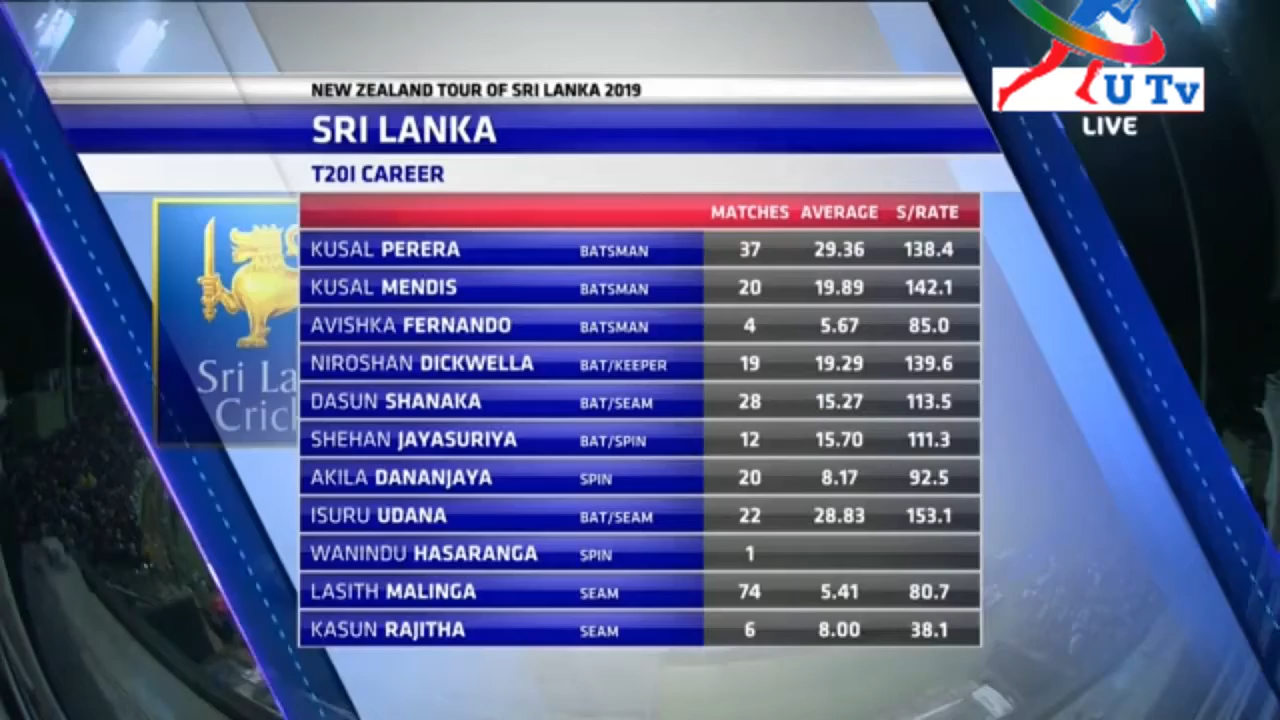 NEW ZEALAND TOUR OF SRI LANKA 2019
U Tv
LIVE
SRI LANKA
T20I CAREER
MATCHES AVERAGE S/RATE
KUSAL PERERA BATSMAN 37 29.36 138.4
KUSAL MENDIS BATSMAN 20 19.89 142.1
AVISHKA FERNANDO BATSMAN 4 5.67 85.0
NIROSHAN DICKWELLA BAT/KEEPER 19 19.29 139.6
DASUN SHANAKA BAT/SEAM 28 15.27 113.5
SHEHAN JAYASURIYA BAT/SPIN 12 15.70 111.3
AKILA DANANJAYA SPIN 20 8.17 92.5
ISURU UDANA BAT/SEAM 22 28.83 153.1
WANINDU HASARANGA SPIN 1
LASITH MALINGA SEAM 74 5.41 80.7
KASUN RAJITHA SEAM 6 8.00 38.1
Sri La
Crick